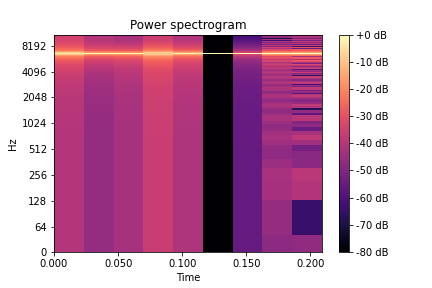 Power spectrogram
8192
4096
2048
1024
512
256
128
64
0
Hz
0.000 0.050 0.100 0.150 0.200
Time
+0 dB
-10 dB
-20 dB
-30 dB
-40 dB
-50 dB
-60 dB
-70 dB
-80 dB